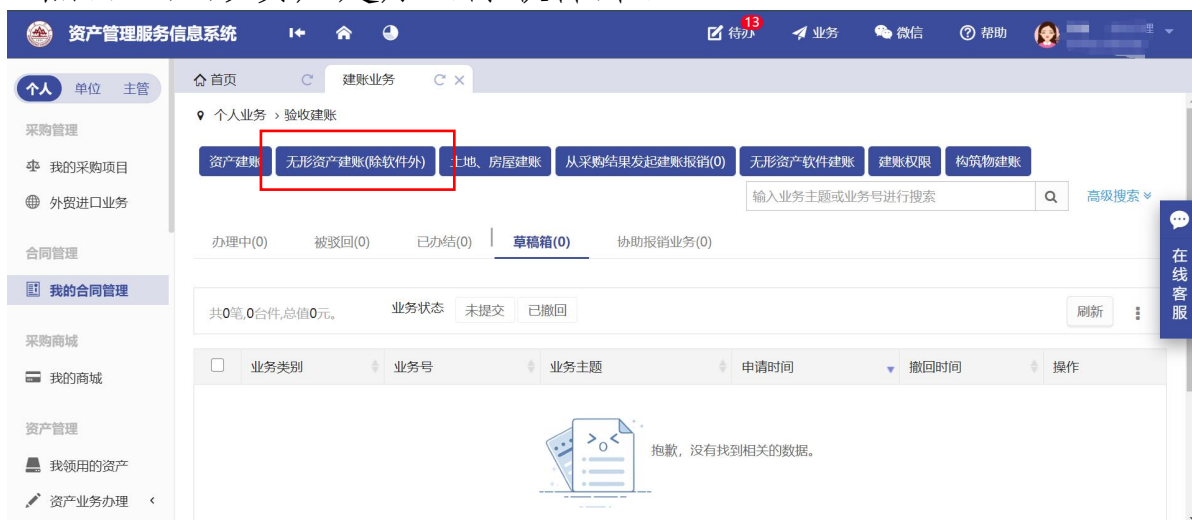 资产管理服务信息系统
13
待办 业务 微信 帮助
个人 单位 主管
首页 建账业务
个人业务 › 验收建账
采购管理
资产建账 无形资产建账(除软件外) 土地、房屋建账 从采购结果发起建账报销(0) 无形资产软件建账 建账权限 构筑物建账
我的采购项目
外贸进口业务
输入业务主题或业务号进行搜索 高级搜索
办理中(0) 被驳回(0) 已办结(0) 草稿箱(0) 协助报销业务(0)
合同管理
我的合同管理
在线客服
共0笔,0台件,总值0元。 业务状态 未提交 已撤回 刷新
采购商城
我的商城
业务类别 业务号 业务主题 申请时间 撤回时间 操作
资产管理
抱歉，没有找到相关的数据。
我领用的资产
资产业务办理